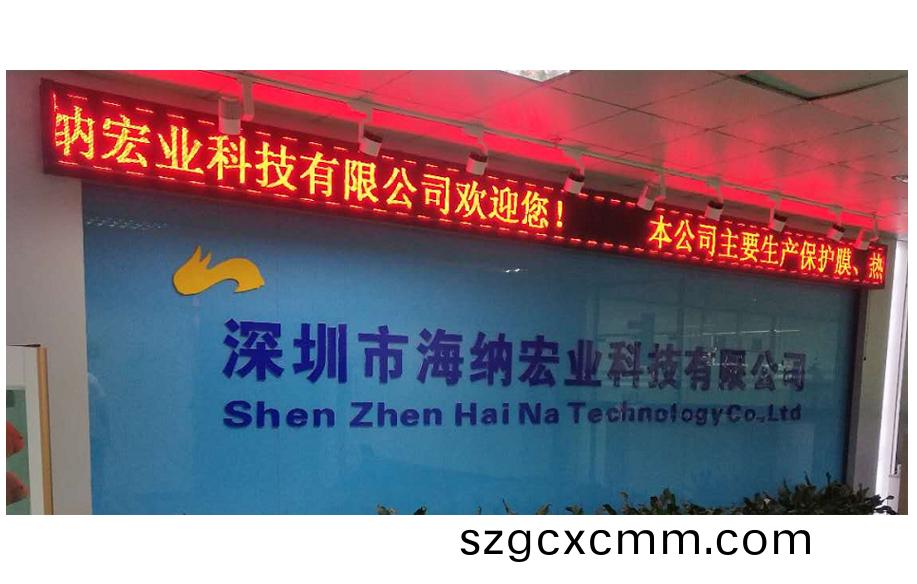 纳宏业科技有限公司欢迎您! 本公司主要生产保护膜、热
深圳市海纳宏业科技有限公司
Shen Zhen Hai Na Technology Co.,Ltd
szgcxcmm.com